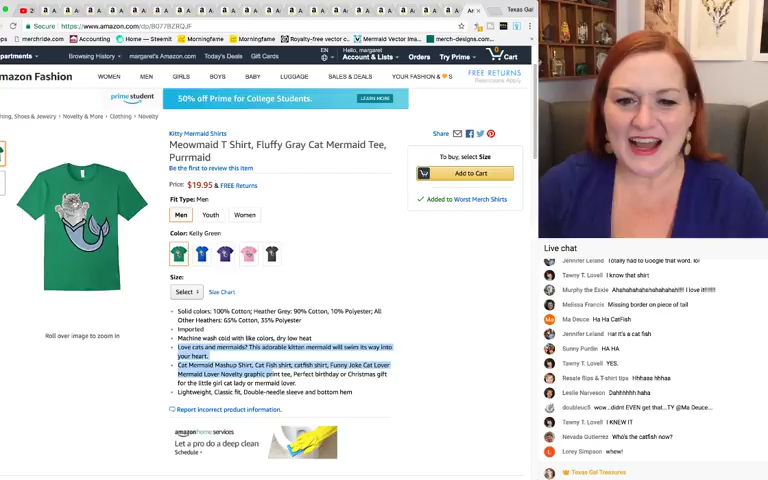 Ar
Texas Gal
Secure
https://www.amazon.com/dp/B077BZRQJF
merchride.com
Accounting
Home — Steemit
Morningfame
Morningfame
Royalty-free vector c
Mermaid Vector Ima
merch-designs.com...
partments
Browsing History
margaret's Amazon.com
Today's Deals
Gift Cards
EN
Hello, margaret
Account & Lists
Orders
Try Prime
0
Cart
mazon Fashion
WOMEN
MEN
GIRLS
BOYS
BABY
LUGGAGE
SALES & DEALS
YOUR FASHION &
S
FREE RETURNS
Restrictions Apply
prime student
50% off Prime for College Students.
LEARN MORE
hing, Shoes & Jewelry › Novelty & More › Clothing › Novelty
Kitty Mermaid Shirts
Meowmaid T Shirt, Fluffy Gray Cat Mermaid Tee,
Purrmaid
Be the first to review this item
Price: $19.95 & FREE Returns
Fit Type: Men
Men
Youth
Women
Color: Kelly Green
Size:
Select
Size Chart
• Solid colors: 100% Cotton; Heather Grey: 90% Cotton, 10% Polyester; All
Other Heathers: 65% Cotton, 35% Polyester
• Imported
• Machine wash cold with like colors, dry low heat
• Love cats and mermaids? This adorable kitten mermaid will swim its way into
your heart.
• Cat Mermaid Mashup Shirt, Cat Fish shirt, catfish shirt, Funny Joke Cat Lover
Mermaid Lover Novelty graphic print tee, Perfect birthday or Christmas gift
for the little girl cat lady or mermaid lover.
• Lightweight, Classic fit, Double-needle sleeve and bottom hem
Report incorrect product information.
Roll over image to zoom in
amazon home services
Let a pro do a deep clean
Schedule ›
Share
To buy, select Size
Add to Cart
Added to Worst Merch Shirts
Live chat
Jennifer Leland Totally had to Google that word. lol
Tawny T. Lovell I know that shirt
Murphy the Essie Ahahahahahahahahah!!! I love it!!!!!!!
Melissa Francis Missing border on piece of tail
Ma Deuce Ha Ha CatFish
Jennifer Leland Ha! It's a cat fish
Sunny Purdin HA HA
Tawny T. Lovell YES.
Resale flips & T-shirt tips Hhhaaa hhhaa
Leslie Narveson Dahhhhhh haha
doubleucfi wow...didnt EVEN get that...TY @Ma Deuce...
Tawny T. Lovell I KNEW IT
Nevada Gutierrez Who's the catfish now?
Lorey Simpson whew!
Texas Gal Treasures